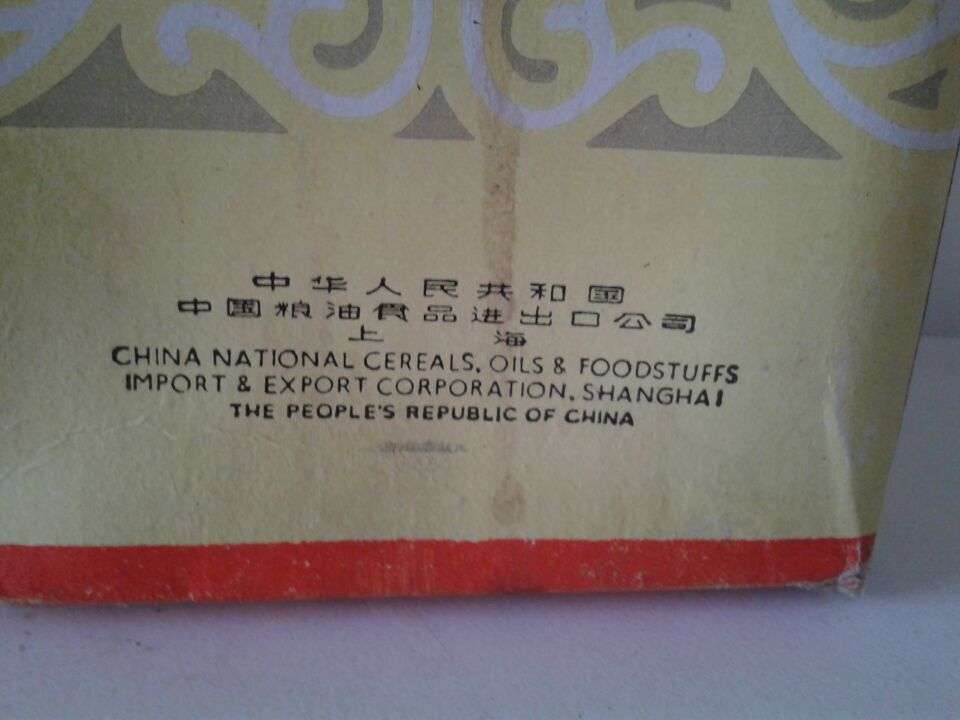 中华人民共和国
中国粮油食品进出口公司
上海
CHINA NATIONAL CEREALS, OILS & FOODSTUFFS
IMPORT & EXPORT CORPORATION, SHANGHAI
THE PEOPLE'S REPUBLIC OF CHINA